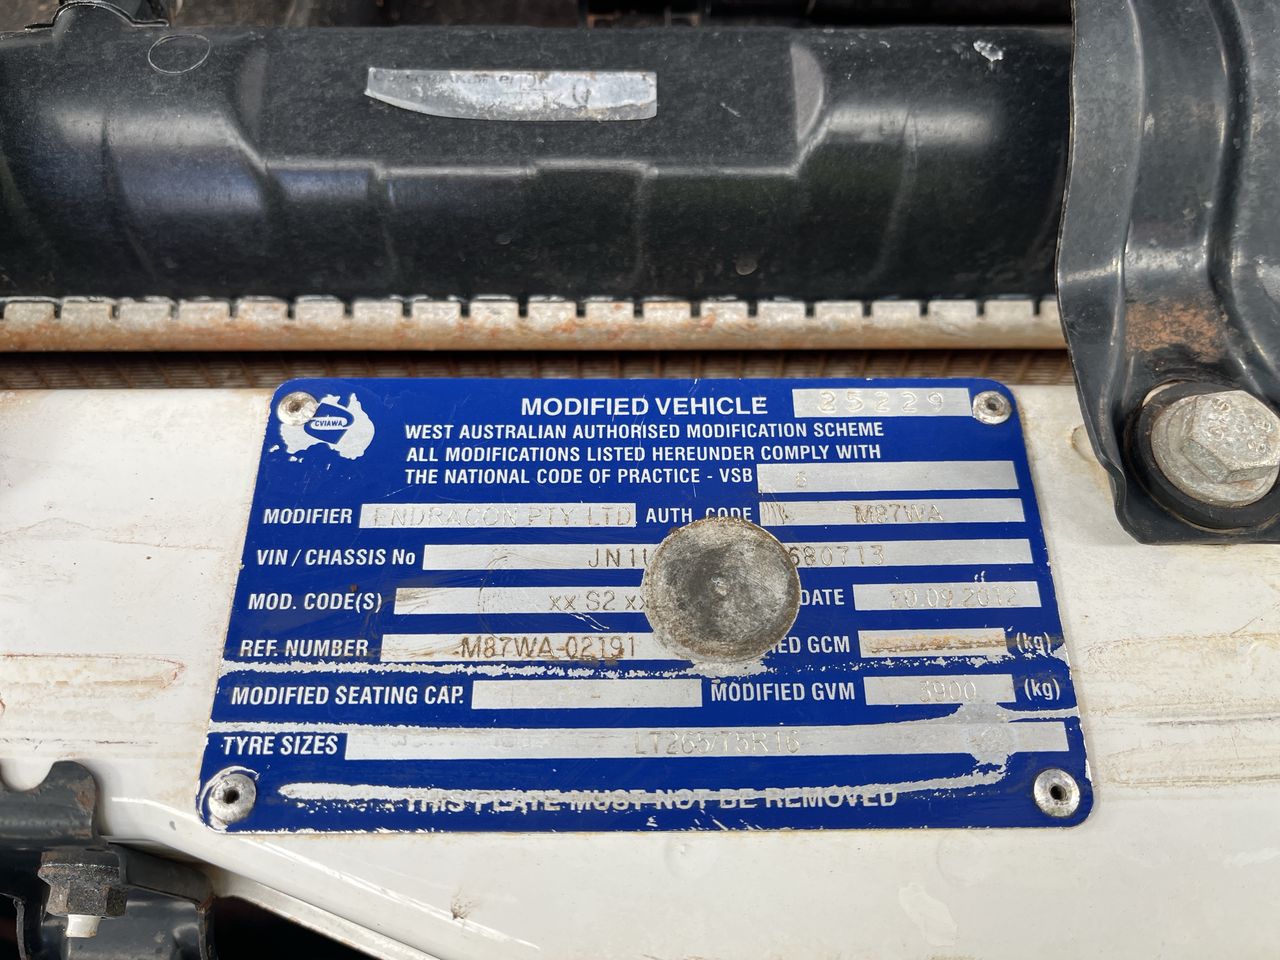 MODIFIED VEHICLE 25229
CVIAWA
WEST AUSTRALIAN AUTHORISED MODIFICATION SCHEME
ALL MODIFICATIONS LISTED HEREUNDER COMPLY WITH
THE NATIONAL CODE OF PRACTICE - VSB 6
MODIFIER ENDRACON PTY. LTD AUTH. CODE M87WA
VIN / CHASSIS No JN1 680713
MOD. CODE(S) xx S2 DATE 20.09.2012
REF. NUMBER M87WA-02191 GCM (kg)
MODIFIED SEATING CAP. - MODIFIED GVM 3900 (kg)
TYRE SIZES LT265/75R16
THIS PLATE MUST NOT BE REMOVED